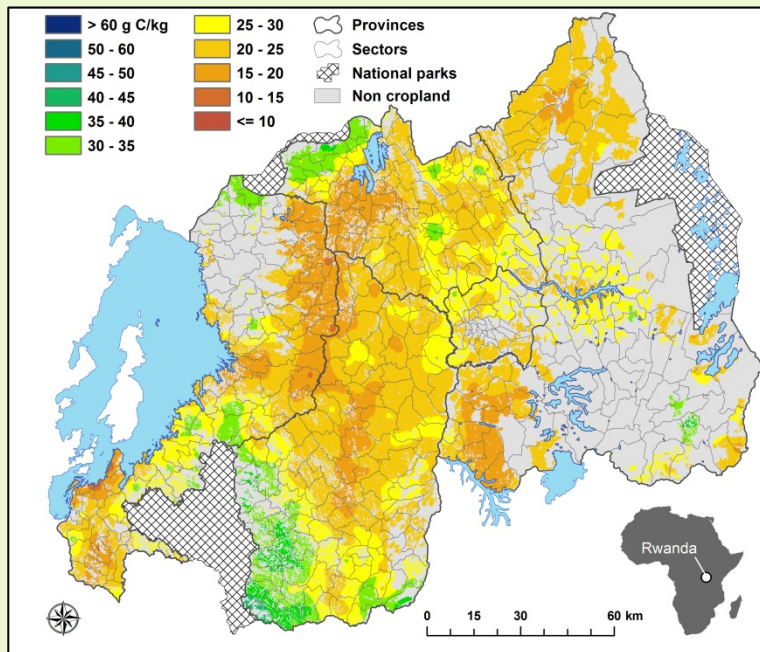 > 60 g C/kg
50 - 60
45 - 50
40 - 45
35 - 40
30 - 35
25 - 30
20 - 25
15 - 20
10 - 15
<= 10
Provinces
Sectors
National parks
Non cropland
Rwanda
0 15 30 60 km